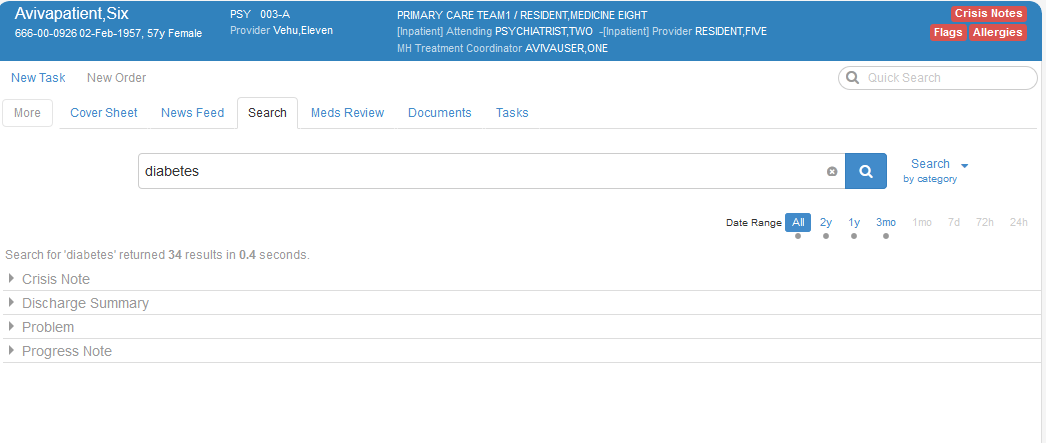 Avivapatient,Six
666-00-0926 02-Feb-1957, 57y Female
PSY 003-A
Provider Vehu,Eleven
PRIMARY CARE TEAM1 / RESIDENT,MEDICINE EIGHT
[Inpatient] Attending PSYCHIATRIST,TWO -[Inpatient] Provider RESIDENT,FIVE
MH Treatment Coordinator AVIVAUSER,ONE
Crisis Notes
Flags Allergies
New Task New Order
Quick Search
More Cover Sheet News Feed Search Meds Review Documents Tasks
diabetes
Search
by category
Date Range All 2y 1y 3mo 1mo 7d 72h 24h
Search for 'diabetes' returned 34 results in 0.4 seconds.
Crisis Note
Discharge Summary
Problem
Progress Note